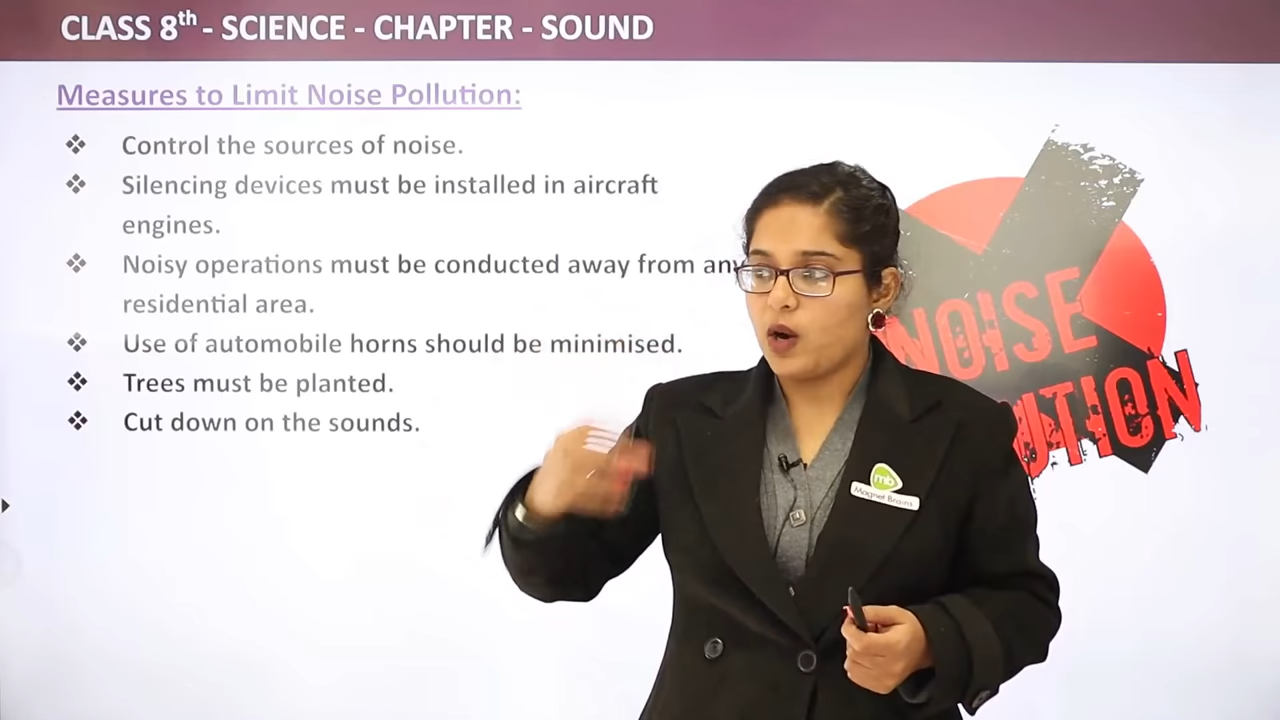 CLASS 8th - SCIENCE - CHAPTER - SOUND
Measures to Limit Noise Pollution:
❖ Control the sources of noise.
❖ Silencing devices must be installed in aircraft
engines.
❖ Noisy operations must be conducted away from any
residential area.
❖ Use of automobile horns should be minimised.
❖ Trees must be planted.
❖ Cut down on the sounds.
NOISE
UTION
mb
Magnet Brains